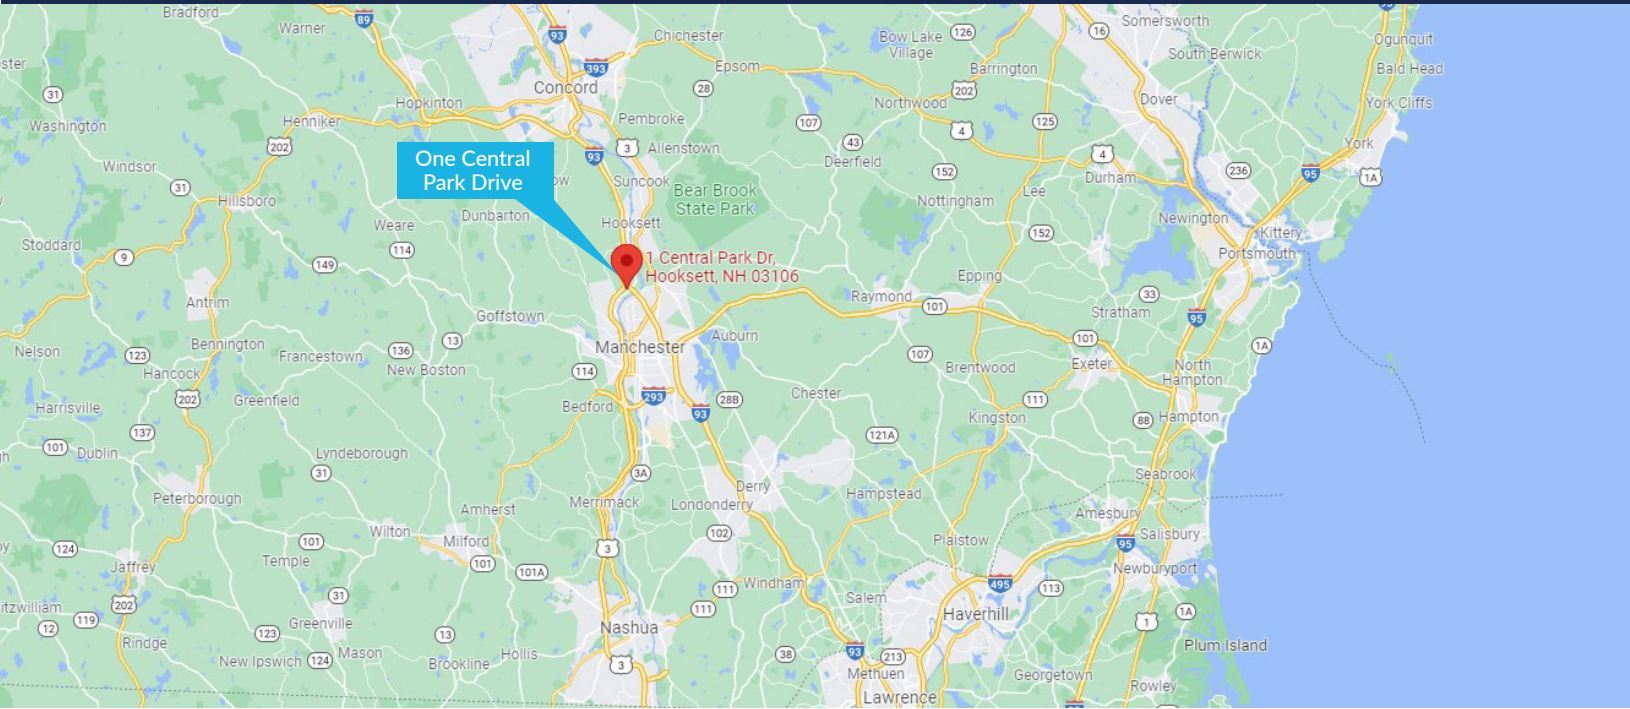 Bradford
89
Warner
93
Chichester
Bow Lake
Village
126
16
Somersworth
South Berwick
Ogunquit
Bald Head
393
Epsom
Barrington
Concord
28
202
Northwood
Dover
York Cliffs
31
Hopkinton
Washington
Henniker
Pembroke
107
4
125
202
93
3
Allenstown
43
Deerfield
4
York
One Central
Park Drive
Windsor
31
Suncook
Bear Brook
State Park
152
Lee
Durham
236
95
1A
Hillsboro
Dunbarton
Nottingham
Weare
Hooksett
Newington
Kittery
Stoddard
9
114
149
152
Portsmouth
1 Central Park Dr,
Hooksett, NH 03106
Epping
Antrim
Raymond
101
33
Stratham
95
Goffstown
Nelson
123
Bennington
Francestown
136
13
New Boston
Manchester
Auburn
101
1A
Hancock
114
107
Brentwood
Exeter
North
Hampton
202
Greenfield
Harrisville
Bedford
293
93
28B
Chester
111
Kingston
88
Hampton
137
101
Dublin
Lyndeborough
31
121A
3A
Seabrook
Peterborough
Merrimack
Derry
Londonderry
Hampstead
Amherst
Amesbury
Wilton
Milford
102
Plaistow
95
Salisbury
124
101
Temple
101
101A
3
Jaffrey
Newburyport
202
31
111
111
Windham
Salem
495
113
itzwilliam
119
12
Haverhill
1
1A
Greenville
123
13
Nashua
Rindge
New Ipswich
124
Mason
Brookline
Hollis
3
38
93
213
Plum Island
Methuen
Georgetown
Rowley
Lawrence